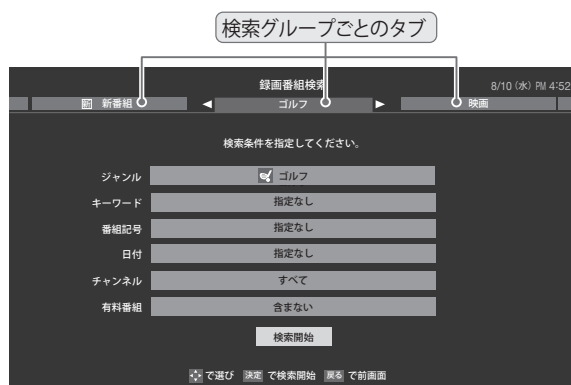 検索グループごとのタブ
録画番組検索
8/10 (水) PM 4:52
新 新番組 ◀ ゴルフ ▶ 映画
検索条件を指定してください。
ジャンル ゴルフ
キーワード 指定なし
番組記号 指定なし
日付 指定なし
チャンネル すべて
有料番組 含まない
検索開始
で選び 決定 で検索開始 戻る で前画面